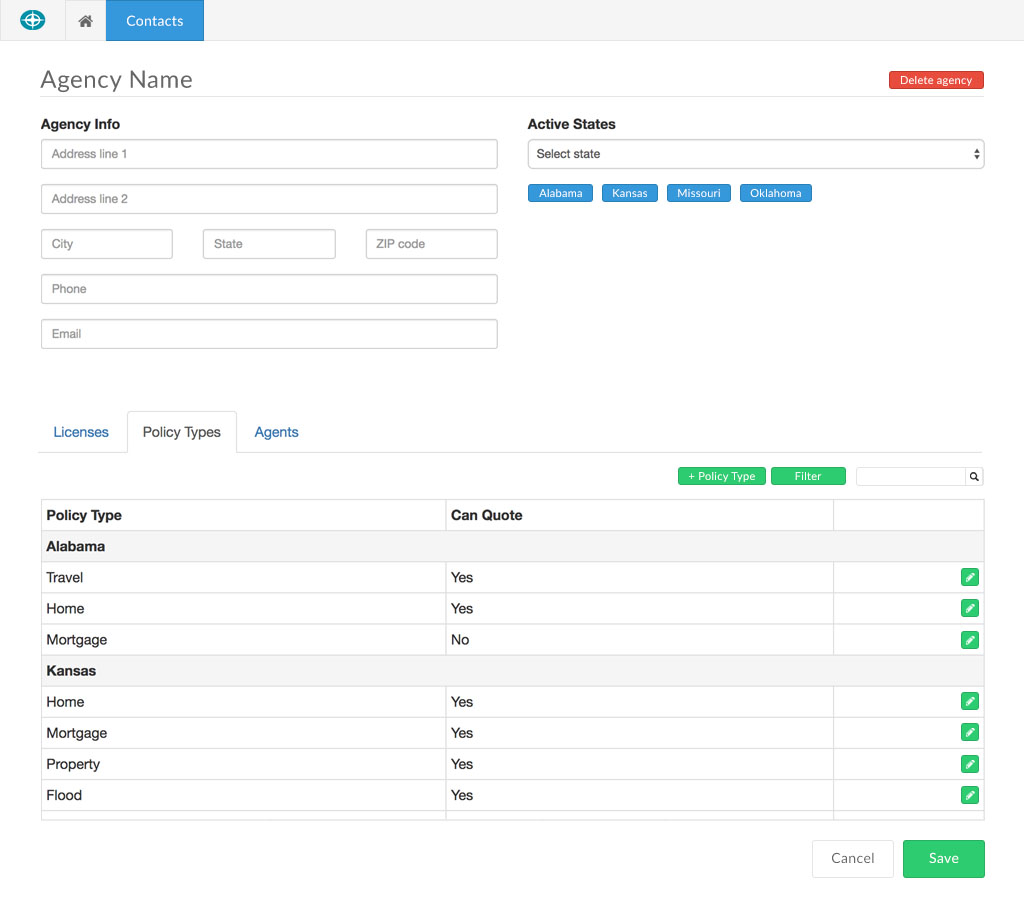 Contacts
Agency Name
Delete agency
Agency Info
Active States
Address line 1
Select state
Address line 2
Alabama Kansas Missouri Oklahoma
City State ZIP code
Phone
Email
Licenses Policy Types Agents
+ Policy Type Filter
Policy Type Can Quote
Alabama
Travel Yes
Home Yes
Mortgage No
Kansas
Home Yes
Mortgage Yes
Property Yes
Flood Yes
Cancel Save